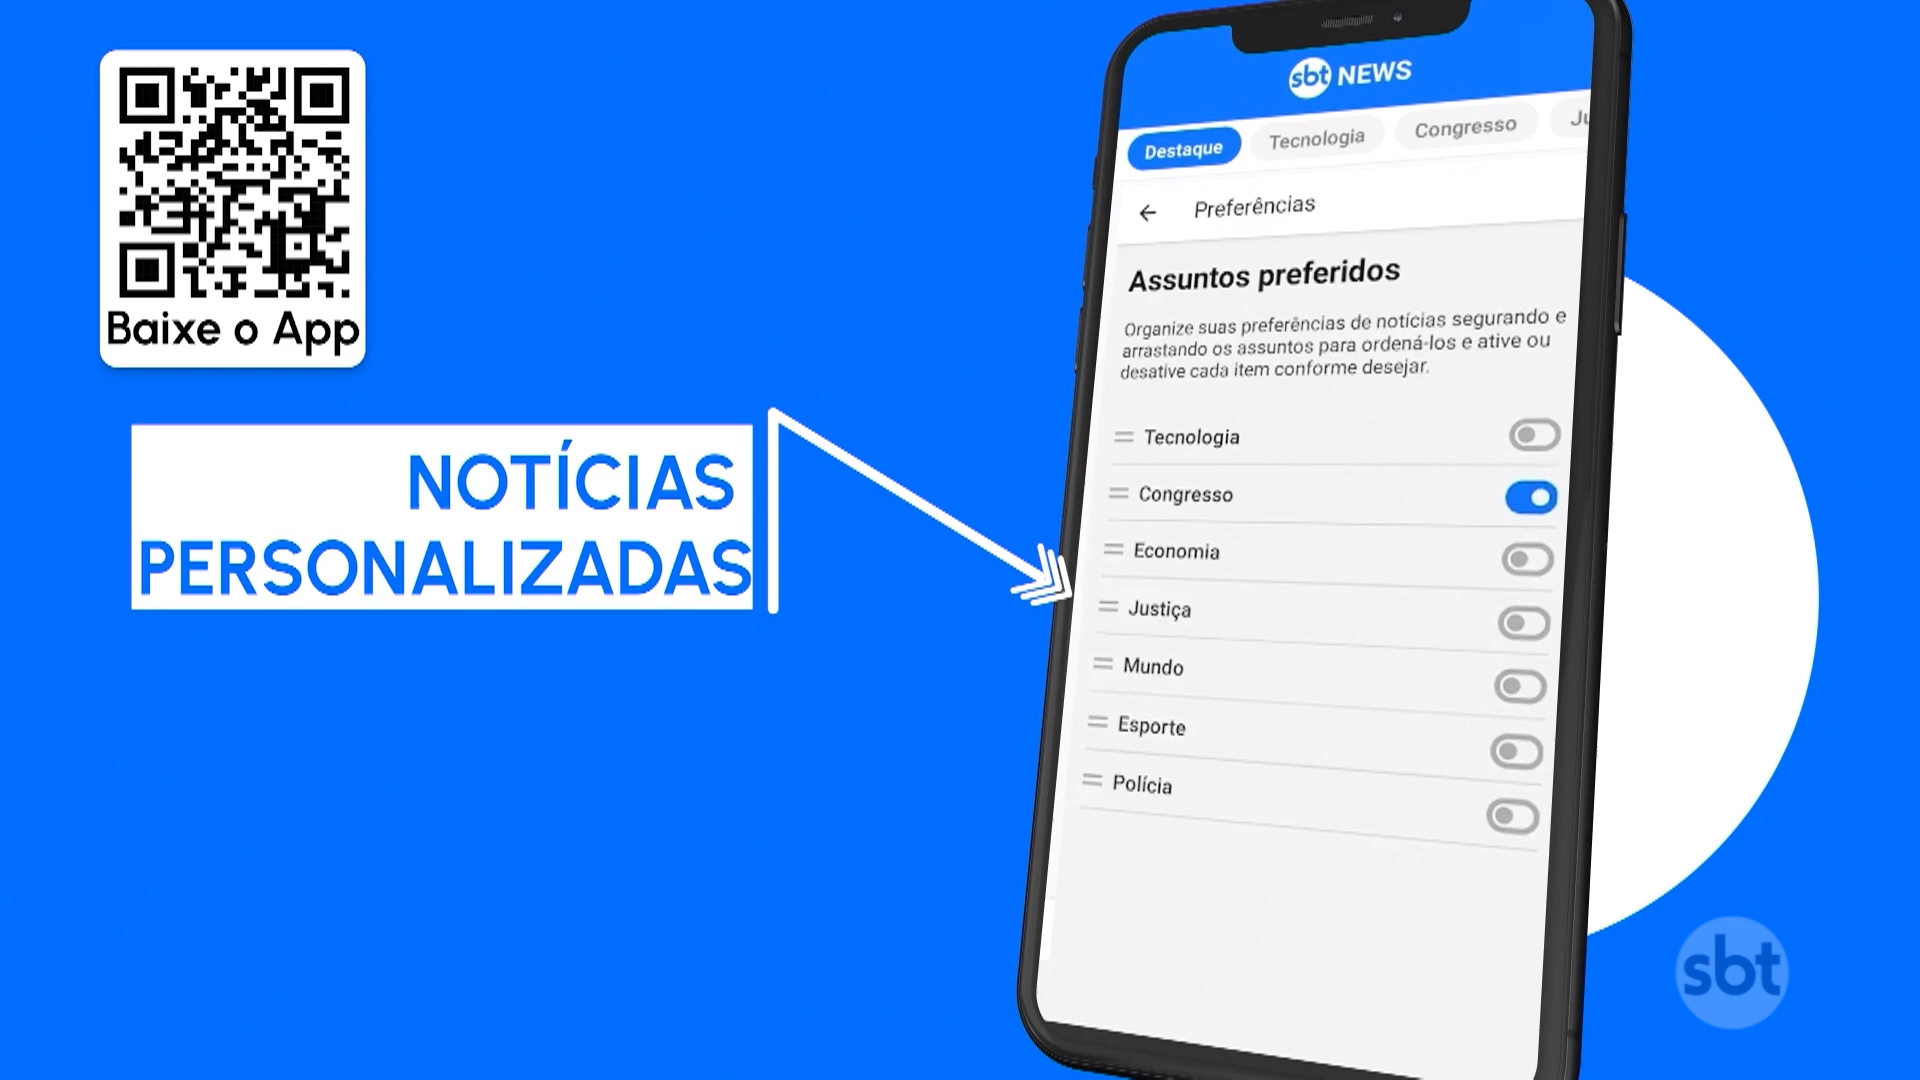 Baixe o App
NOTÍCIAS
PERSONALIZADAS
sbt NEWS
Destaque Tecnologia Congresso Ju
Preferências
Assuntos preferidos
Organize suas preferências de notícias segurando e
arrastando os assuntos para ordená-los e ative ou
desative cada item conforme desejar.
Tecnologia
Congresso
Economia
Justiça
Mundo
Esporte
Polícia
sbt